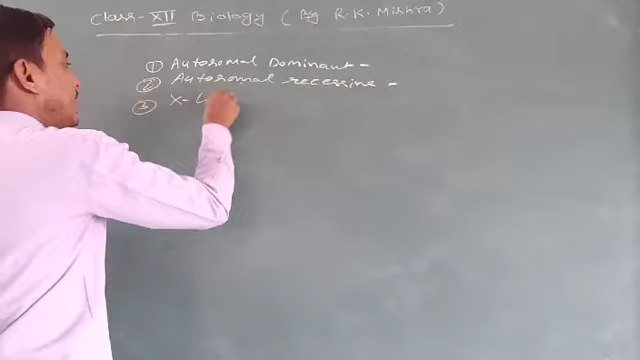 Class-XII Biology ( By R.K. Mishra)
① Autosomal Dominant -
② Autosomal recessive -
③ X-L